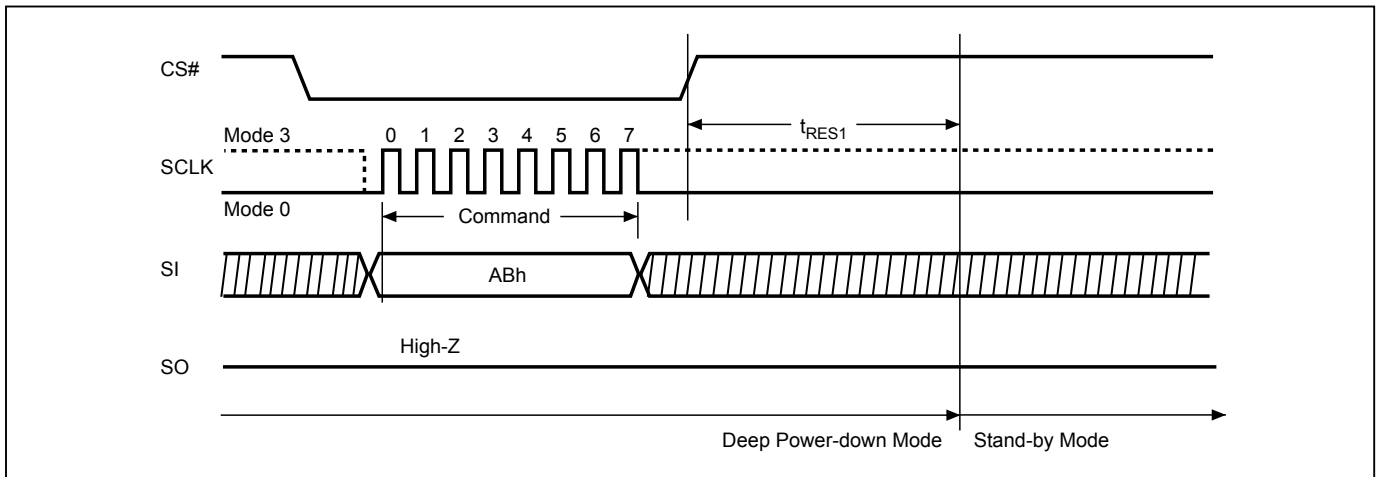 CS#
tRES1
Mode 3
0 1 2 3 4 5 6 7
SCLK
Mode 0
Command
SI
ABh
High-Z
SO
Deep Power-down Mode
Stand-by Mode